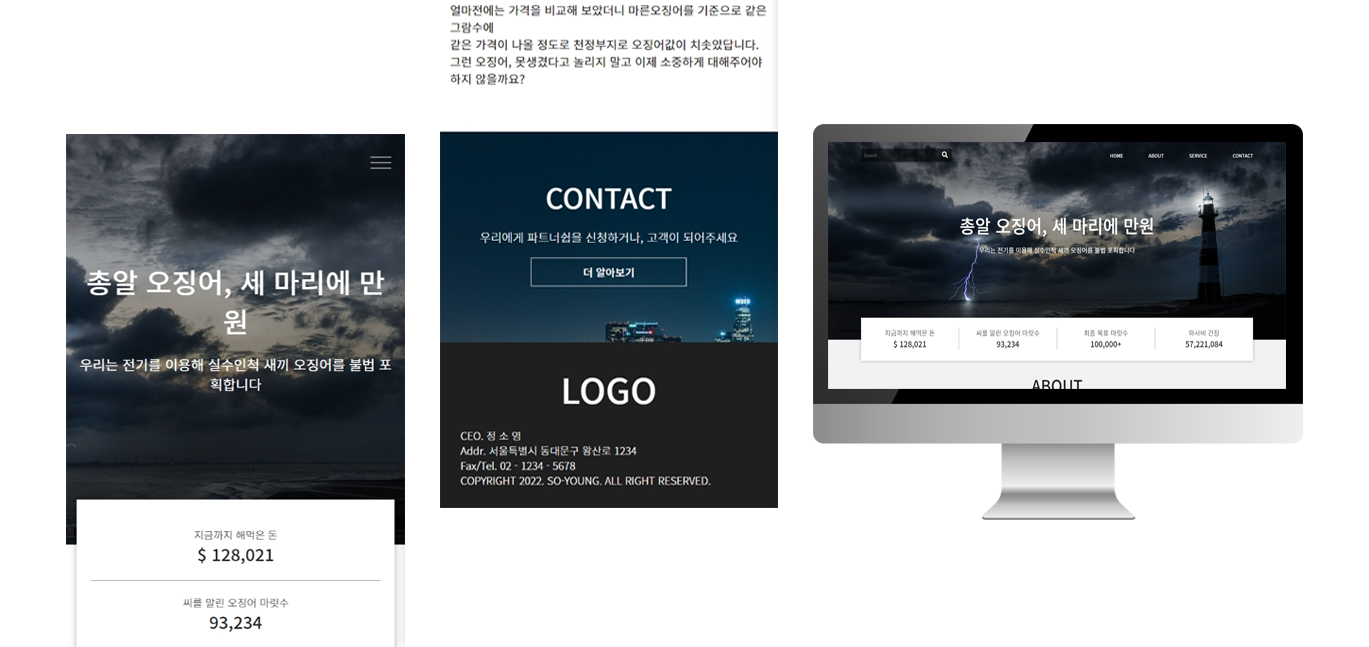 총알 오징어, 세 마리에 만
원
우리는 전기를 이용해 실수인척 새끼 오징어를 불법 포
획합니다
지금까지 해먹은 돈
$ 128,021
씨를 말린 오징어 마릿수
93,234
얼마전에는 가격을 비교해 보았더니 마른오징어를 기준으로 같은
그람수에
같은 가격이 나올 정도로 천정부지로 오징어값이 치솟았답니다.
그런 오징어, 못생겼다고 놀리지 말고 이제 소중하게 대해주어야
하지 않을까요?
CONTACT
우리에게 파트너쉽을 신청하거나, 고객이 되어주세요
더 알아보기
LOGO
CEO. 정 소 영
Addr. 서울특별시 동대문구 왕산로 1234
Fax/Tel. 02 - 1234 - 5678
COPYRIGHT 2022. SO-YOUNG. ALL RIGHT RESERVED.
Search
HOME ABOUT SERVICE CONTACT
총알 오징어, 세 마리에 만원
우리는 전기를 이용해 실수인척 새끼 오징어를 불법 포획합니다
지금까지 해먹은 돈 씨를 말린 오징어 마릿수 최종 목표 마릿수 와사비 간장
$ 128,021 93,234 100,000+ 57,221,084
ABOUT